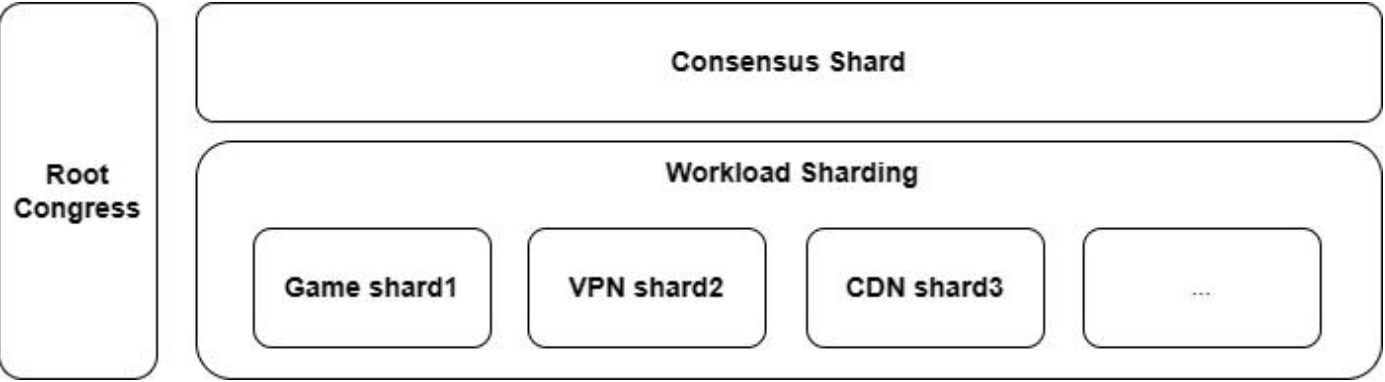 Root
Congress
Consensus Shard
Workload Sharding
Game shard1
VPN shard2
CDN shard3
...